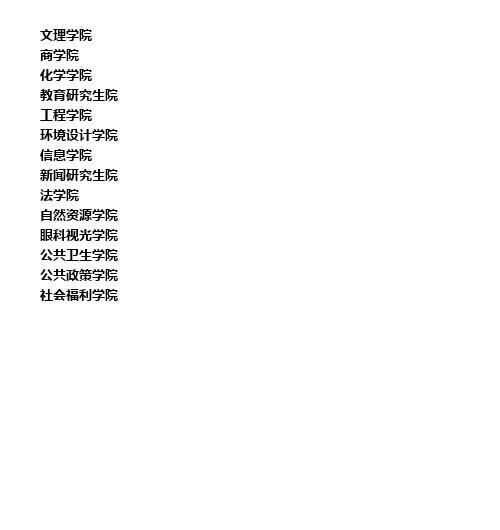 文理学院
商学院
化学学院
教育研究生院
工程学院
环境设计学院
信息学院
新闻研究生院
法学院
自然资源学院
眼科视光学院
公共卫生学院
公共政策学院
社会福利学院